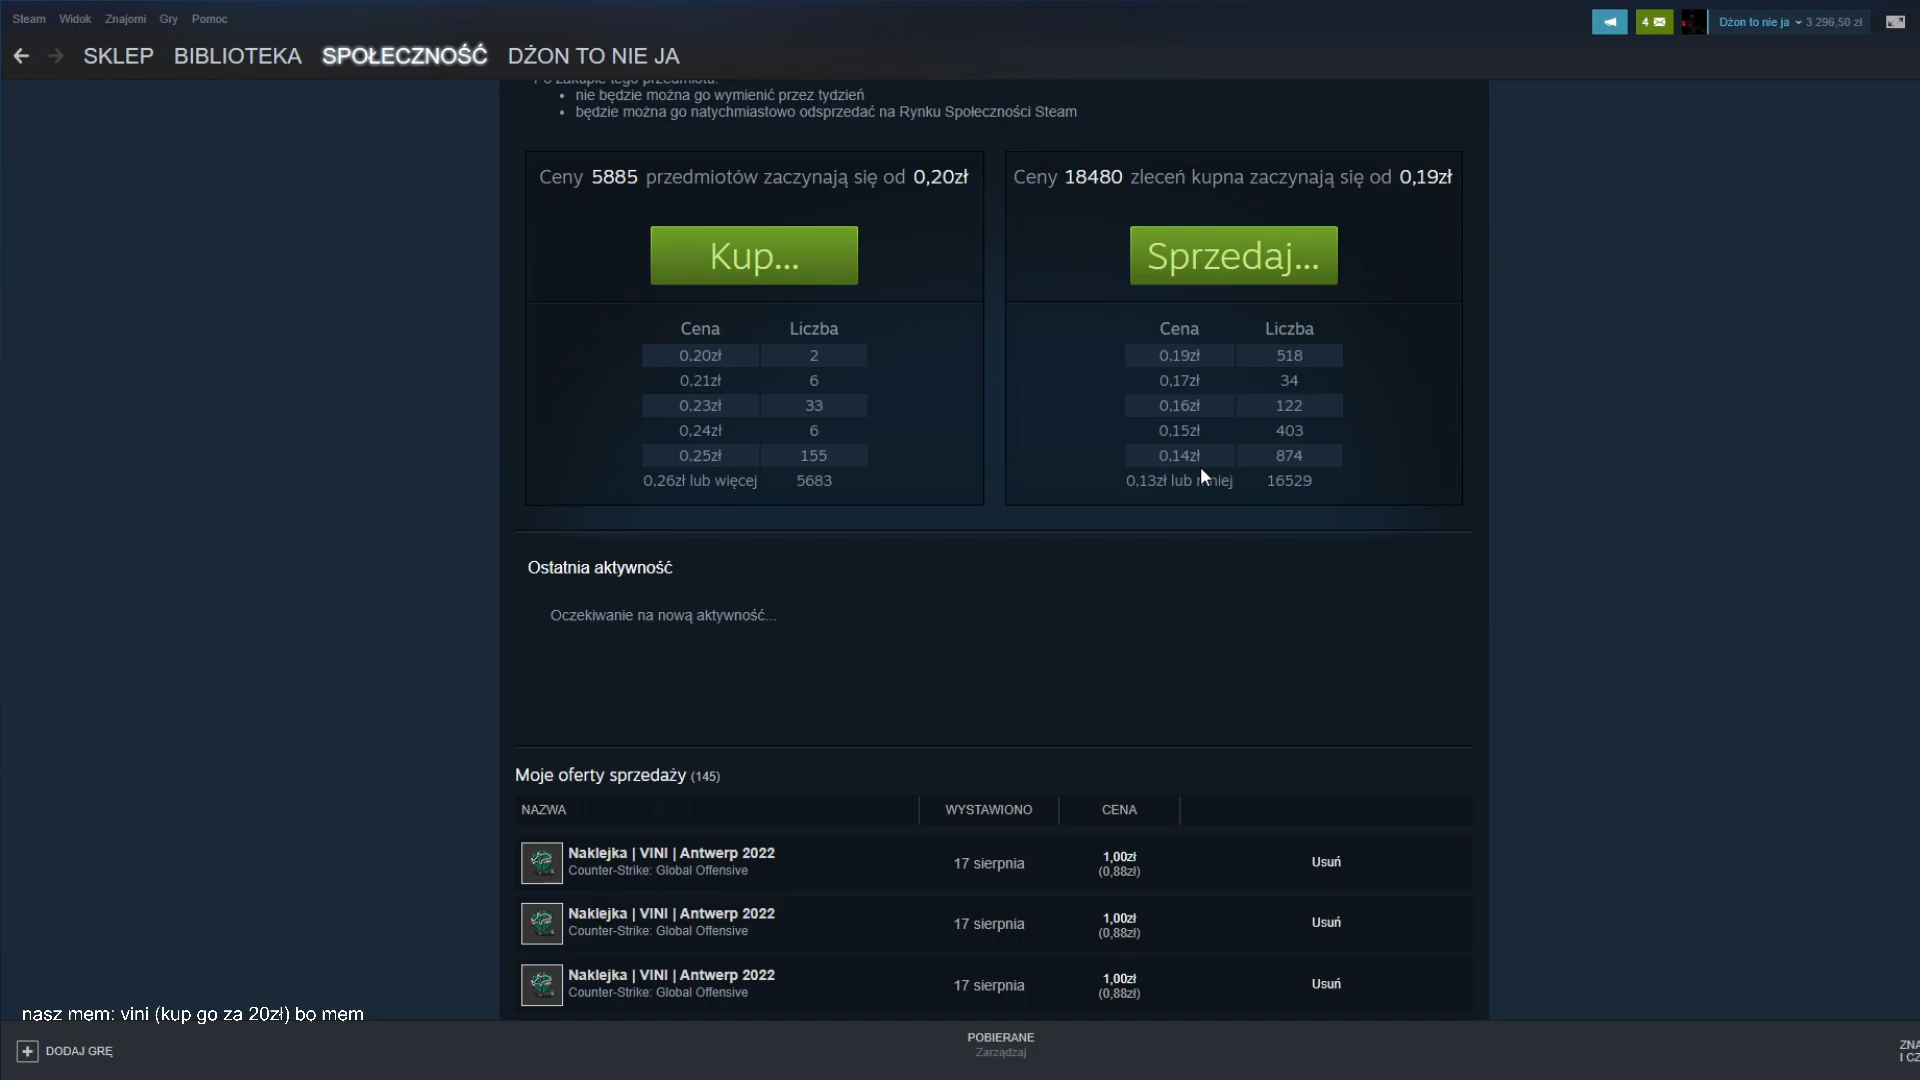 Steam Widok Znajomi Gry Pomoc
4 Dżon to nie ja 3 296,50 zł
SKLEP BIBLIOTEKA SPOŁECZNOŚĆ DŻON TO NIE JA
Po zakupie tego przedmiotu:
• nie będzie można go wymienić przez tydzień
• będzie można go natychmiastowo odsprzedać na Rynku Społeczności Steam
Ceny 5885 przedmiotów zaczynają się od 0,20zł
Kup...
Cena Liczba
0,20zł 2
0,21zł 6
0,23zł 33
0,24zł 6
0,25zł 155
0,26zł lub więcej 5683
Ceny 18480 zleceń kupna zaczynają się od 0,19zł
Sprzedaj...
Cena Liczba
0,19zł 518
0,17zł 34
0,16zł 122
0,15zł 403
0,14zł 874
0,13zł lub mniej 16529
Ostatnia aktywność
Oczekiwanie na nową aktywność...
Moje oferty sprzedaży (145)
NAZWA WYSTAWIONO CENA
Naklejka | VINI | Antwerp 2022
Counter-Strike: Global Offensive
17 sierpnia
1,00zł
(0,88zł)
Usuń
Naklejka | VINI | Antwerp 2022
Counter-Strike: Global Offensive
17 sierpnia
1,00zł
(0,88zł)
Usuń
Naklejka | VINI | Antwerp 2022
Counter-Strike: Global Offensive
17 sierpnia
1,00zł
(0,88zł)
Usuń
nasz mem: vini (kup go za 20zł) bo mem
DODAJ GRĘ
POBIERANE
Zarządzaj
ZNA
I CZ